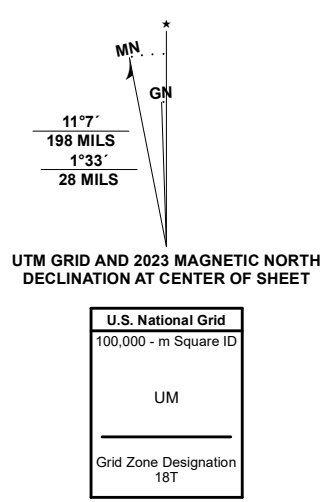 ★
MN
GN
11°7´
198 MILS
1°33´
28 MILS
UTM GRID AND 2023 MAGNETIC NORTH
DECLINATION AT CENTER OF SHEET
U.S. National Grid
100,000 - m Square ID
UM
Grid Zone Designation
18T